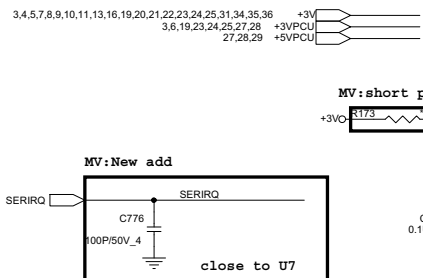 3,4,5,7,8,9,10,11,13,16,19,20,21,22,23,24,25,31,34,35,36 +3V
3,6,19,23,24,25,27,28 +3VPCU
27,28,29 +5VPCU
MV:short p
+3VO R173
MV:New add
SERIRQ SERIRQ
C776
100P/50V_4
0.1
close to U7